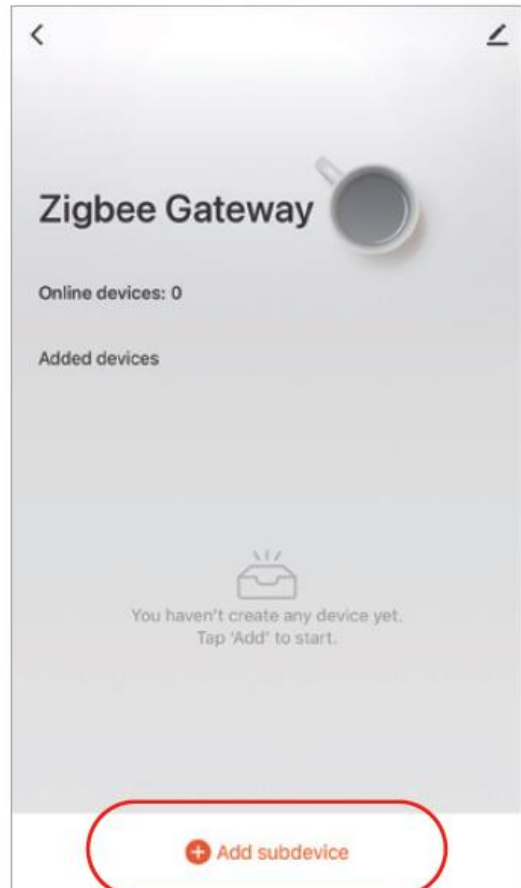 Zigbee Gateway
Online devices: 0
Added devices
You haven't create any device yet.
Tap 'Add' to start.
Add subdevice